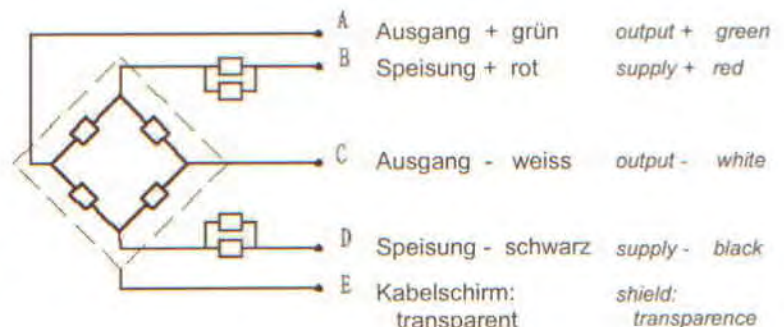 A Ausgang + grün output + green
B Speisung + rot supply + red
C Ausgang - weiss output - white
D Speisung - schwarz supply - black
E Kabelschirm: shield:
transparent transparence